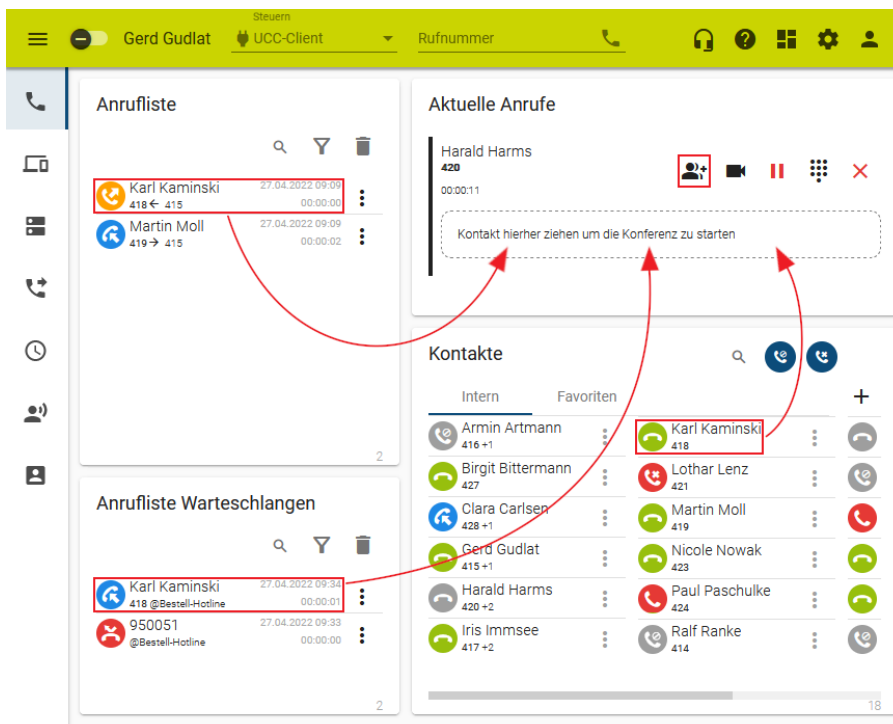 Steuern
Gerd Gudlat
UCC-Client
Rufnummer
Anrufliste
Karl Kaminski
27.04.2022 09:09
418 ← 415
00:00:00
Martin Moll
27.04.2022 09:09
419 → 415
00:00:02
2
Anrufliste Warteschlangen
Karl Kaminski
27.04.2022 09:34
418 @Bestell-Hotline
00:00:01
950051
27.04.2022 09:33
@Bestell-Hotline
00:00:00
2
Aktuelle Anrufe
Harald Harms
420
00:00:11
Kontakt hierher ziehen um die Konferenz zu starten
Kontakte
Intern
Favoriten
+
Armin Artmann
416 +1
Birgit Bittermann
427
Clara Carlsen
428 +1
Gerd Gudlat
415 +1
Harald Harms
420 +2
Iris Immsee
417 +2
Karl Kaminski
418
Lothar Lenz
421
Martin Moll
419
Nicole Nowak
423
Paul Paschulke
424
Ralf Ranke
414
18